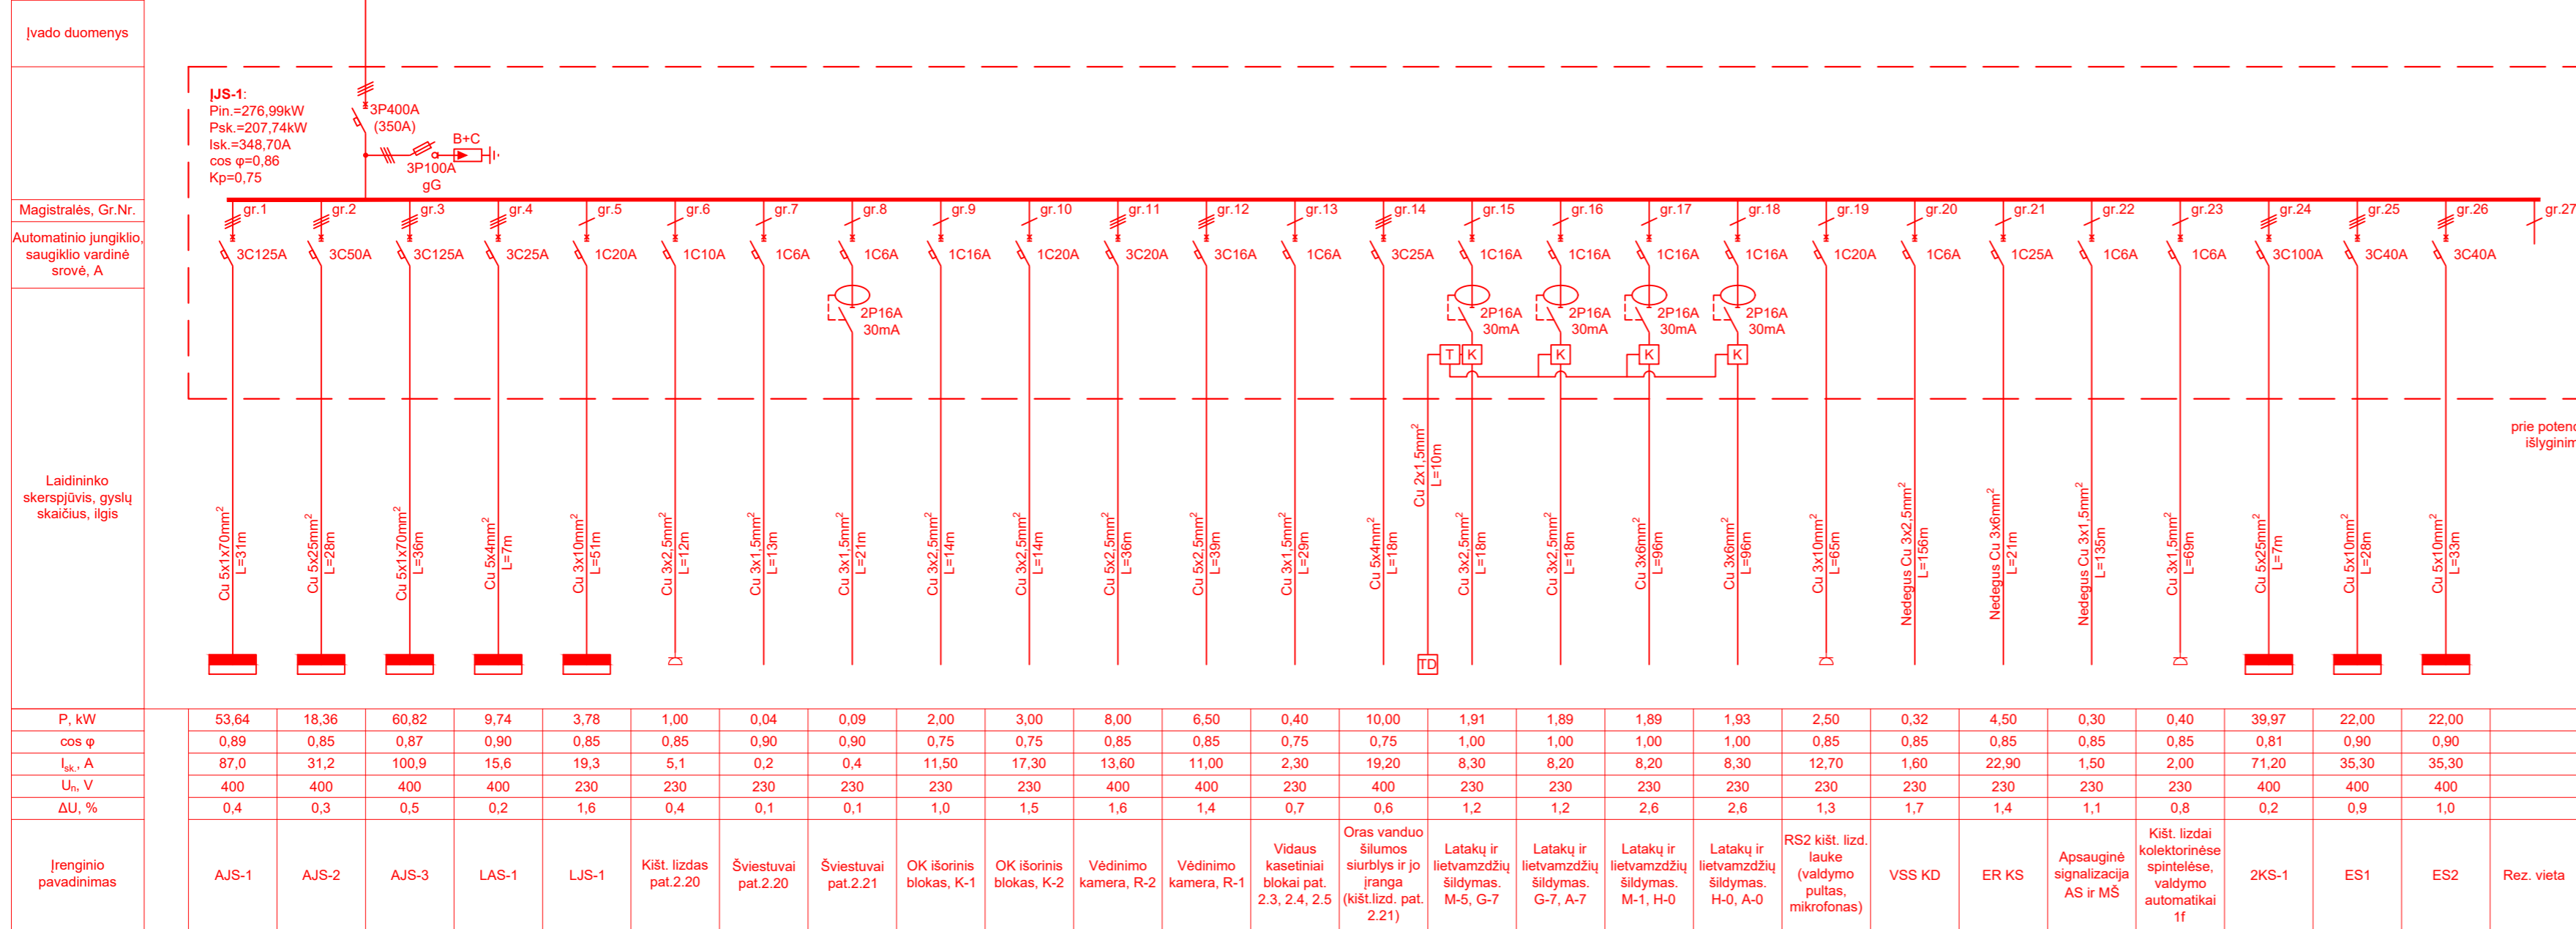 Įvado duomenys
ĮJS-1:
Pin.=276,99kW
Psk.=207,74kW
Isk.=348,70A
cos φ=0,86
Kp=0,75
3P400A
(350A)
B+C
3P100A
gG
Magistralės, Gr.Nr.
gr.1 gr.2 gr.3 gr.4 gr.5 gr.6 gr.7 gr.8 gr.9 gr.10 gr.11 gr.12 gr.13 gr.14 gr.15 gr.16 gr.17 gr.18 gr.19 gr.20 gr.21 gr.22 gr.23 gr.24 gr.25 gr.26 gr.27
Automatinio jungiklio,
saugiklio vardinė
srovė, A
3C125A 3C50A 3C125A 3C25A 1C20A 1C10A 1C6A 1C6A 1C16A 1C20A 3C20A 3C16A 1C6A 3C25A 1C16A 1C16A 1C16A 1C16A 1C20A 1C6A 1C25A 1C6A 1C6A 3C100A 3C40A 3C40A
2P16A 2P16A 2P16A 2P16A 2P16A
30mA 30mA 30mA 30mA 30mA
T K K K K
prie potenc
išlyginim
Laidininko
skerspjūvis, gyslų
skaičius, ilgis
Cu 5x1x70mm²
L=31m
Cu 5x25mm²
L=28m
Cu 5x1x70mm²
L=36m
Cu 5x4mm²
L=7m
Cu 3x10mm²
L=51m
Cu 3x2,5mm²
L=12m
Cu 3x1,5mm²
L=13m
Cu 3x1,5mm²
L=21m
Cu 3x2,5mm²
L=14m
Cu 3x2,5mm²
L=14m
Cu 5x2,5mm²
L=36m
Cu 5x2,5mm²
L=39m
Cu 3x1,5mm²
L=29m
Cu 5x4mm²
L=18m
Cu 2x1,5mm²
L=10m
Cu 3x2,5mm²
L=18m
Cu 3x2,5mm²
L=18m
Cu 3x6mm²
L=96m
Cu 3x6mm²
L=96m
Cu 3x10mm²
L=65m
Nedegus Cu 3x2,5mm²
L=156m
Nedegus Cu 3x6mm²
L=21m
Nedegus Cu 3x1,5mm²
L=135m
Cu 3x1,5mm²
L=69m
Cu 5x25mm²
L=7m
Cu 5x10mm²
L=28m
Cu 5x10mm²
L=33m
TD
P, kW 53,64 18,36 60,82 9,74 3,78 1,00 0,04 0,09 2,00 3,00 8,00 6,50 0,40 10,00 1,91 1,89 1,89 1,93 2,50 0,32 4,50 0,30 0,40 39,97 22,00 22,00
cos φ 0,89 0,85 0,87 0,90 0,85 0,85 0,90 0,90 0,75 0,75 0,85 0,85 0,75 0,75 1,00 1,00 1,00 1,00 0,85 0,85 0,85 0,85 0,85 0,81 0,90 0,90
Isk., A 87,0 31,2 100,9 15,6 19,3 5,1 0,2 0,4 11,50 17,30 13,60 11,00 2,30 19,20 8,30 8,20 8,20 8,30 12,70 1,60 22,90 1,50 2,00 71,20 35,30 35,30
Un, V 400 400 400 400 230 230 230 230 230 230 400 400 230 400 230 230 230 230 230 230 230 230 230 400 400 400
ΔU, % 0,4 0,3 0,5 0,2 1,6 0,4 0,1 0,1 1,0 1,5 1,6 1,4 0,7 0,6 1,2 1,2 2,6 2,6 1,3 1,7 1,4 1,1 0,8 0,2 0,9 1,0
Įrenginio
pavadinimas
AJS-1
AJS-2
AJS-3
LAS-1
LJS-1
Kišt. lizdas
pat.2.20
Šviestuvai
pat.2.20
Šviestuvai
pat.2.21
OK išorinis
blokas, K-1
OK išorinis
blokas, K-2
Vėdinimo
kamera, R-2
Vėdinimo
kamera, R-1
Vidaus
kasetiniai
blokai pat.
2.3, 2.4, 2.5
Oras vanduo
šilumos
siurblys ir jo
įranga
(kišt.lizd. pat.
2.21)
Latakų ir
lietvamzdžių
šildymas.
M-5, G-7
Latakų ir
lietvamzdžių
šildymas.
G-7, A-7
Latakų ir
lietvamzdžių
šildymas.
M-1, H-0
Latakų ir
lietvamzdžių
šildymas.
H-0, A-0
RS2 kišt. lizd.
lauke
(valdymo
pultas,
mikrofonas)
VSS KD
ER KS
Apsauginė
signalizacija
AS ir MŠ
Kišt. lizdai
kolektorinėse
spintelėse,
valdymo
automatikai
1f
2KS-1
ES1
ES2
Rez. vieta